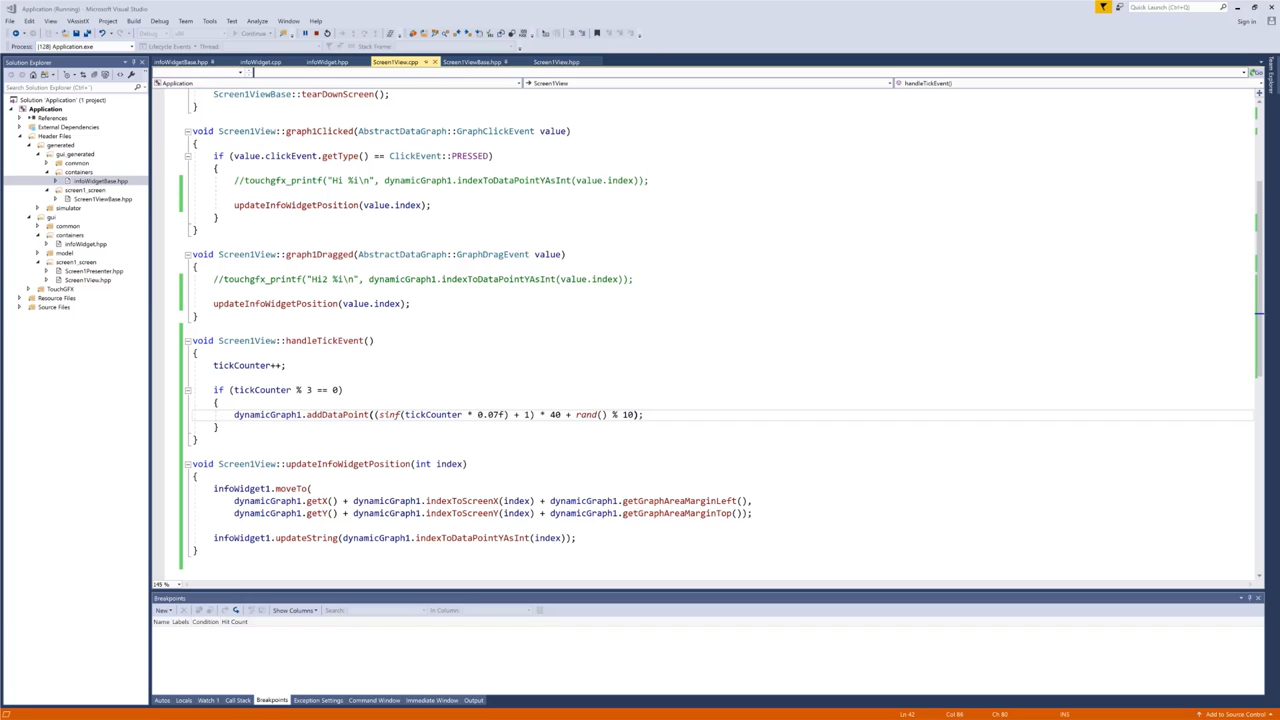 Application (Running) - Microsoft Visual Studio
Quick Launch (Ctrl+Q)
File Edit View VAssistX Project Build Debug Team Tools Test Analyze Window Help
Sign in
Continue
Process: [128] Application.exe Lifecycle Events Thread: Stack Frame:
Solution Explorer
infoWidgetBase.hpp infoWidget.cpp infoWidget.hpp Screen1View.cpp Screen1ViewBase.hpp Screen1View.hpp
Team Explorer
Go
Application Screen1View handleTickEvent()
Search Solution Explorer (Ctrl+$)
Solution 'Application' (1 project)
Application
References
External Dependencies
Header Files
generated
gui_generated
common
containers
infoWidgetBase.hpp
screen1_screen
Screen1ViewBase.hpp
simulator
gui
common
containers
infoWidget.hpp
model
screen1_screen
Screen1Presenter.hpp
Screen1View.hpp
TouchGFX
Resource Files
Source Files
Screen1ViewBase::tearDownScreen();
}
void Screen1View::graph1Clicked(AbstractDataGraph::GraphClickEvent value)
{
if (value.clickEvent.getType() == ClickEvent::PRESSED)
{
//touchgfx_printf("Hi %i\n", dynamicGraph1.indexToDataPointYAsInt(value.index));
updateInfoWidgetPosition(value.index);
}
}
void Screen1View::graph1Dragged(AbstractDataGraph::GraphDragEvent value)
{
//touchgfx_printf("Hi2 %i\n", dynamicGraph1.indexToDataPointYAsInt(value.index));
updateInfoWidgetPosition(value.index);
}
void Screen1View::handleTickEvent()
{
tickCounter++;
if (tickCounter % 3 == 0)
{
dynamicGraph1.addDataPoint((sinf(tickCounter * 0.07f) + 1) * 40 + rand() % 10);
}
}
void Screen1View::updateInfoWidgetPosition(int index)
{
infoWidget1.moveTo(
dynamicGraph1.getX() + dynamicGraph1.indexToScreenX(index) + dynamicGraph1.getGraphAreaMarginLeft(),
dynamicGraph1.getY() + dynamicGraph1.indexToScreenY(index) + dynamicGraph1.getGraphAreaMarginTop());
infoWidget1.updateString(dynamicGraph1.indexToDataPointYAsInt(index));
}
145 %
Breakpoints
New Show Columns Search: In Column:
Name Labels Condition Hit Count
Autos Locals Watch 1 Call Stack Breakpoints Exception Settings Command Window Immediate Window Output
Ln 42 Col 86 Ch 80 INS Add to Source Control